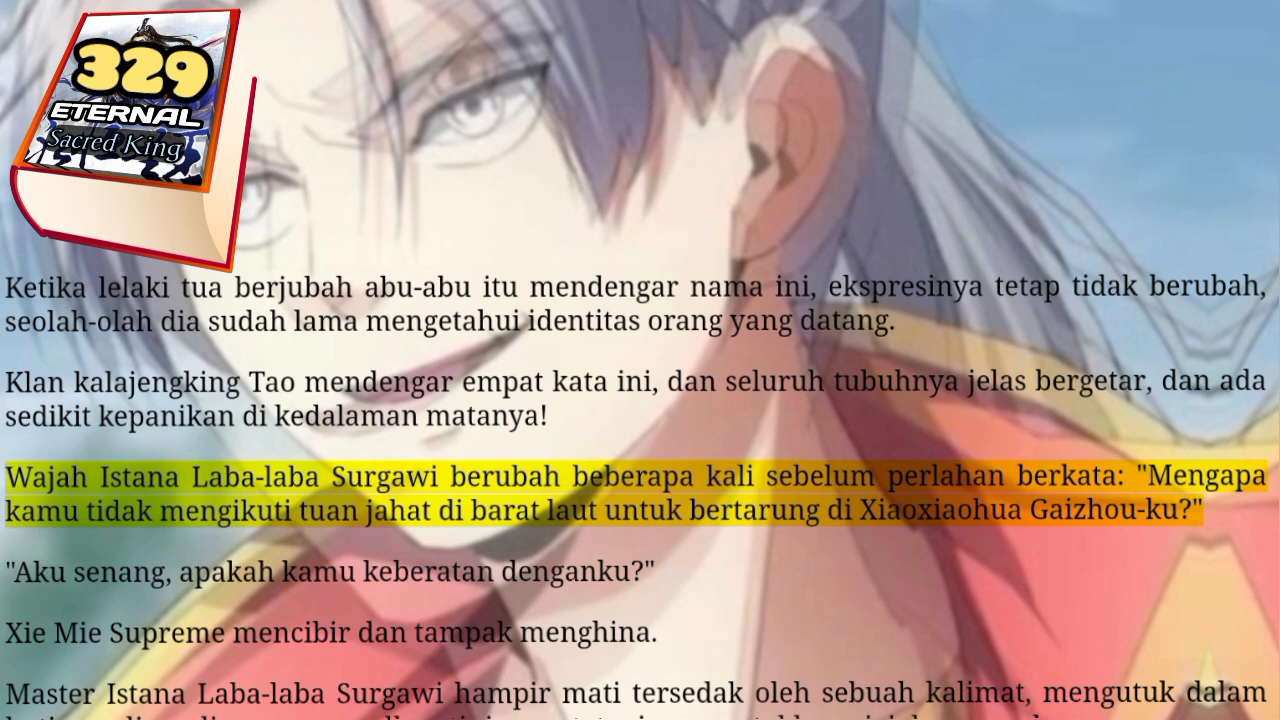 329
ETERNAL
Sacred King
Ketika lelaki tua berjubah abu-abu itu mendengar nama ini, ekspresinya tetap tidak berubah,
seolah-olah dia sudah lama mengetahui identitas orang yang datang.
Klan kalajengking Tao mendengar empat kata ini, dan seluruh tubuhnya jelas bergetar, dan ada
sedikit kepanikan di kedalaman matanya!
Wajah Istana Laba-laba Surgawi berubah beberapa kali sebelum perlahan berkata: "Mengapa
kamu tidak mengikuti tuan jahat di barat laut untuk bertarung di Xiaoxiaohua Gaizhou-ku?"
"Aku senang, apakah kamu keberatan denganku?"
Xie Mie Supreme mencibir dan tampak menghina.
Master Istana Laba-laba Surgawi hampir mati tersedak oleh sebuah kalimat, mengutuk dalam